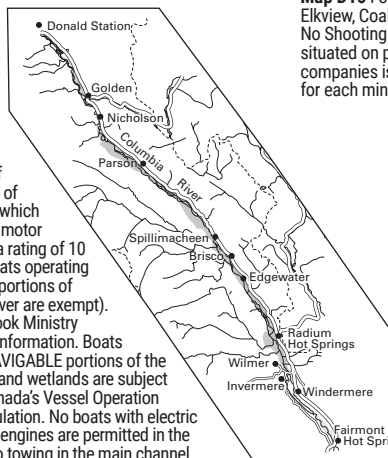 Map D16
Elkview, Coal
No Shooting
situated on p
companies is
for each min
Donald Station
Golden
Nicholson
Columbia
River
Parson
Spillimacheen
Brisco
Edgewater
Radium
Hot Springs
Wilmer
Invermere
Windermere
Fairmont
Hot Spri
of
which
motor
a rating of 10
ats operating
portions of
ver are exempt).
ook Ministry
nformation. Boats
AVIGABLE portions of the
and wetlands are subject
nada's Vessel Operation
ulation. No boats with electric
engines are permitted in the
o towing in the main channel